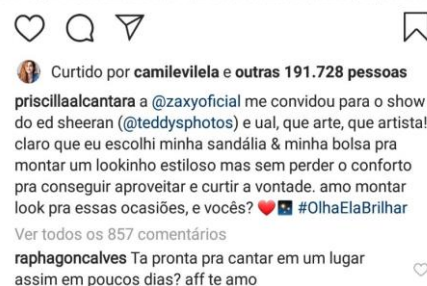 Curtido por camilevilela e outras 191.728 pessoas
priscillaalcantara a @zaxyoficial me convidou para o show
do ed sheeran (@teddysphotos) e ual, que arte, que artista!
claro que eu escolhi minha sandália & minha bolsa pra
montar um lookinho estiloso mas sem perder o conforto
pra conseguir aproveitar e curtir a vontade. amo montar
look pra essas ocasiões, e vocês? ❤️🌃 #OlhaElaBrilhar
Ver todos os 857 comentários
raphagoncalves Ta pronta pra cantar em um lugar
assim em poucos dias? aff te amo